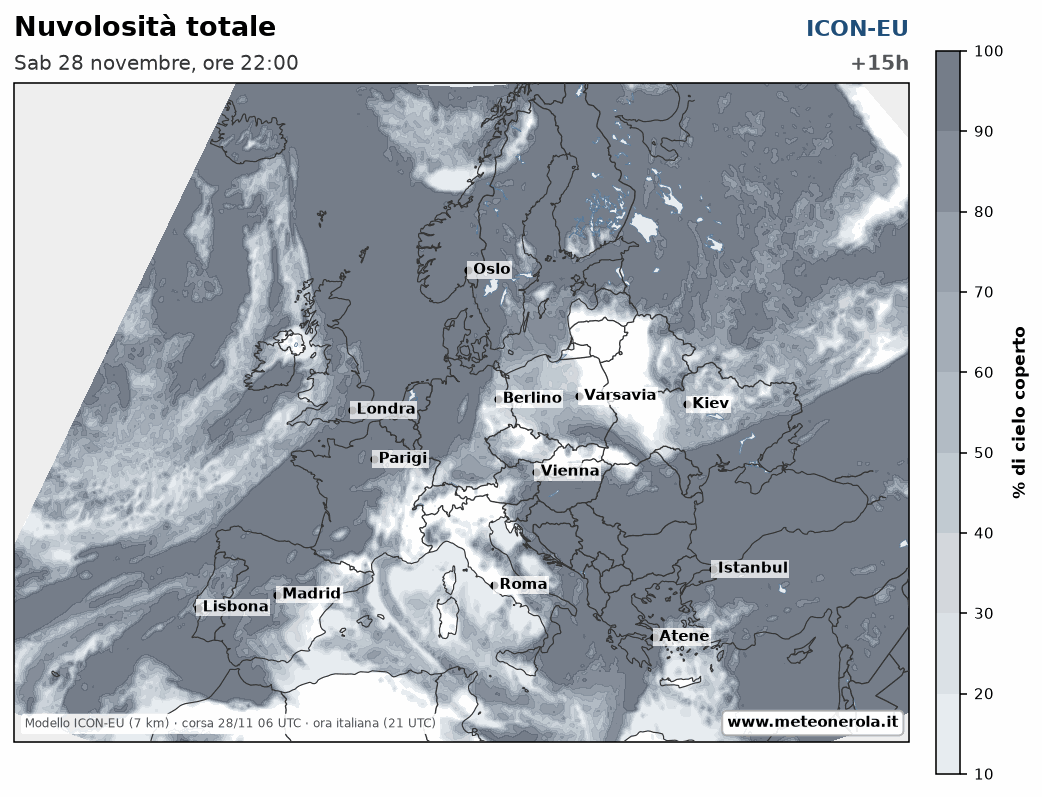 Nuvolosità totale
ICON-EU
Sab 28 novembre, ore 22:00
+15h
Oslo
Londra
Berlino
Varsavia
Kiev
Parigi
Vienna
Istanbul
Roma
Madrid
Lisbona
Atene
Modello ICON-EU (7 km) · corsa 28/11 06 UTC · ora italiana (21 UTC)
www.meteonerola.it
100
90
80
70
60
50
40
30
20
10
% di cielo coperto